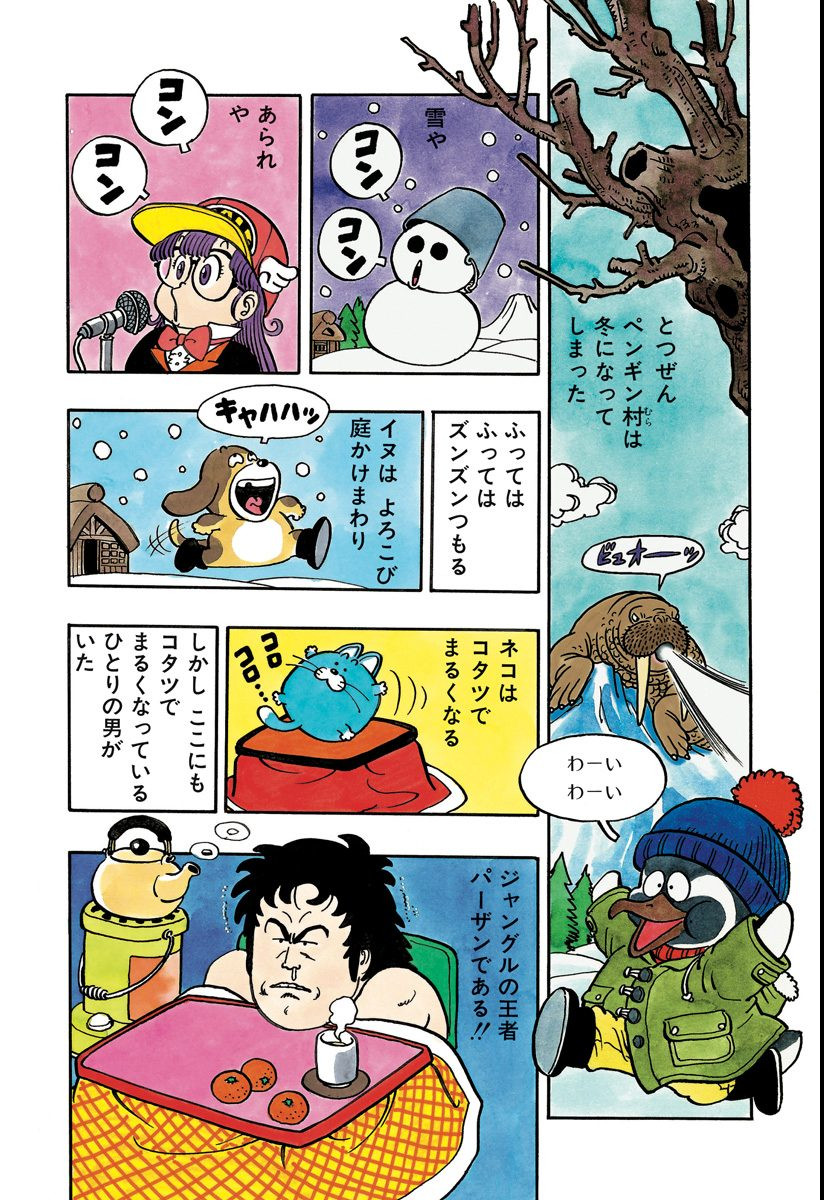 とつぜん
ペンギン村は
冬になって
しまった
むら
ビュオーッ
わーい
わーい
雪や
コン
コン
あられ
や
コン
コン
ふっては
ふっては
ズンズンつもる
キャハハッ
イヌは よろこび
庭かけまわり
ネコは
コタツで
まるくなる
コロ
コロ…
しかし ここにも
コタツで
まるくなっている
ひとりの男が
いた
ジャングルの王者
パーザンである!!